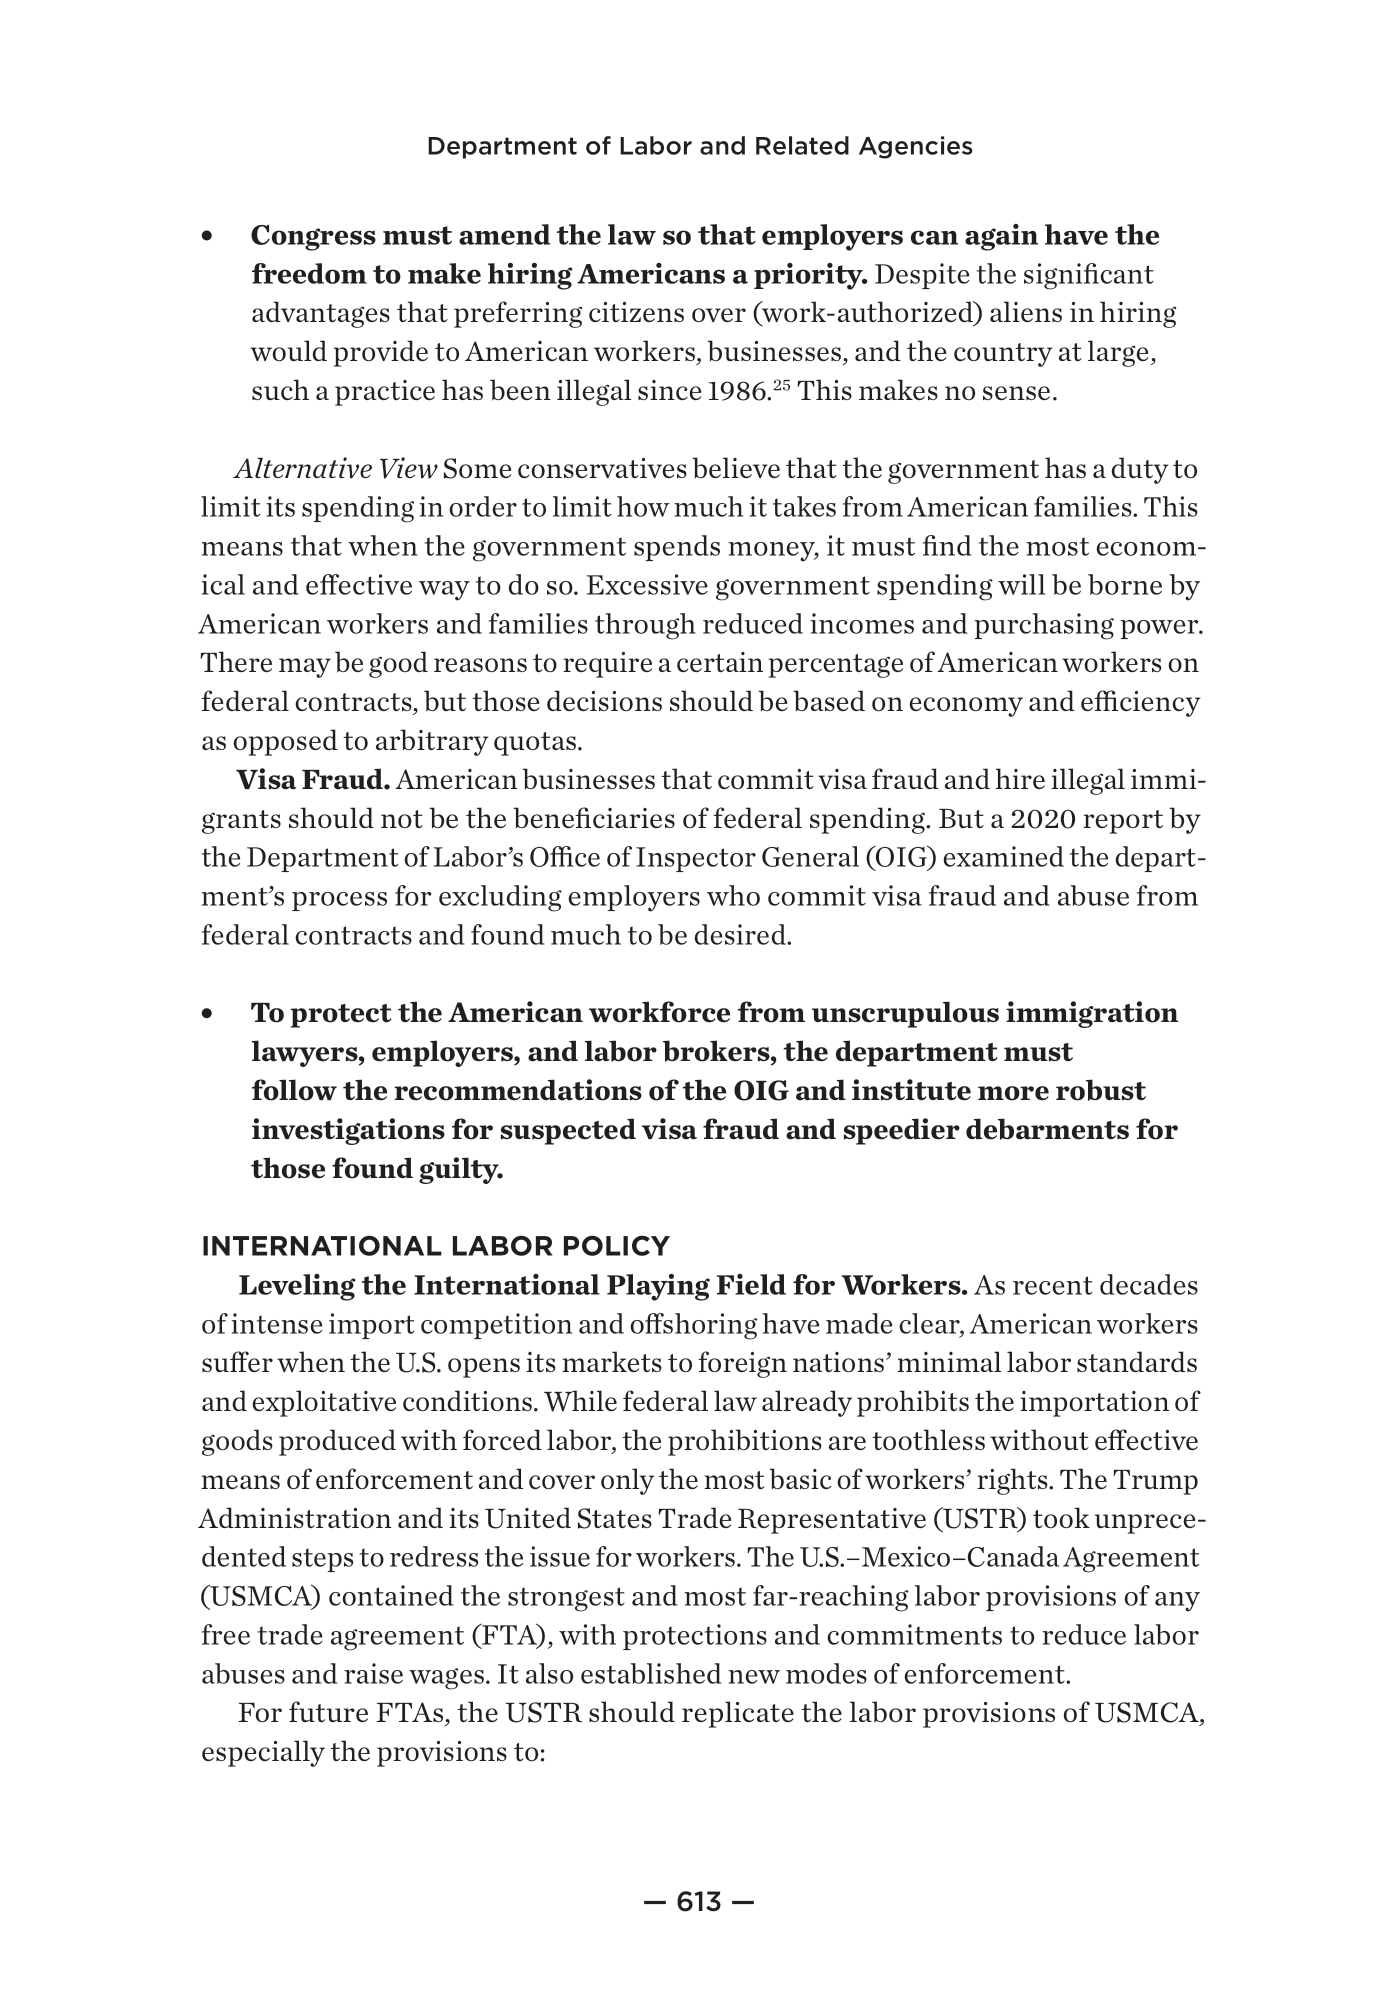 Department of Labor and Related Agencies
• Congress must amend the law so that employers can again have the
freedom to make hiring Americans a priority. Despite the significant
advantages that preferring citizens over (work-authorized) aliens in hiring
would provide to American workers, businesses, and the country at large,
such a practice has been illegal since 1986.25 This makes no sense.
Alternative View Some conservatives believe that the government has a duty to
limit its spending in order to limit how much it takes from American families. This
means that when the government spends money, it must find the most econom-
ical and effective way to do so. Excessive government spending will be borne by
American workers and families through reduced incomes and purchasing power.
There may be good reasons to require a certain percentage of American workers on
federal contracts, but those decisions should be based on economy and efficiency
as opposed to arbitrary quotas.
Visa Fraud. American businesses that commit visa fraud and hire illegal immi-
grants should not be the beneficiaries of federal spending. But a 2020 report by
the Department of Labor’s Office of Inspector General (OIG) examined the depart-
ment’s process for excluding employers who commit visa fraud and abuse from
federal contracts and found much to be desired.
• To protect the American workforce from unscrupulous immigration
lawyers, employers, and labor brokers, the department must
follow the recommendations of the OIG and institute more robust
investigations for suspected visa fraud and speedier debarments for
those found guilty.
INTERNATIONAL LABOR POLICY
Leveling the International Playing Field for Workers. As recent decades
of intense import competition and offshoring have made clear, American workers
suffer when the U.S. opens its markets to foreign nations’ minimal labor standards
and exploitative conditions. While federal law already prohibits the importation of
goods produced with forced labor, the prohibitions are toothless without effective
means of enforcement and cover only the most basic of workers’ rights. The Trump
Administration and its United States Trade Representative (USTR) took unprece-
dented steps to redress the issue for workers. The U.S.–Mexico–Canada Agreement
(USMCA) contained the strongest and most far-reaching labor provisions of any
free trade agreement (FTA), with protections and commitments to reduce labor
abuses and raise wages. It also established new modes of enforcement.
For future FTAs, the USTR should replicate the labor provisions of USMCA,
especially the provisions to:
— 613 —